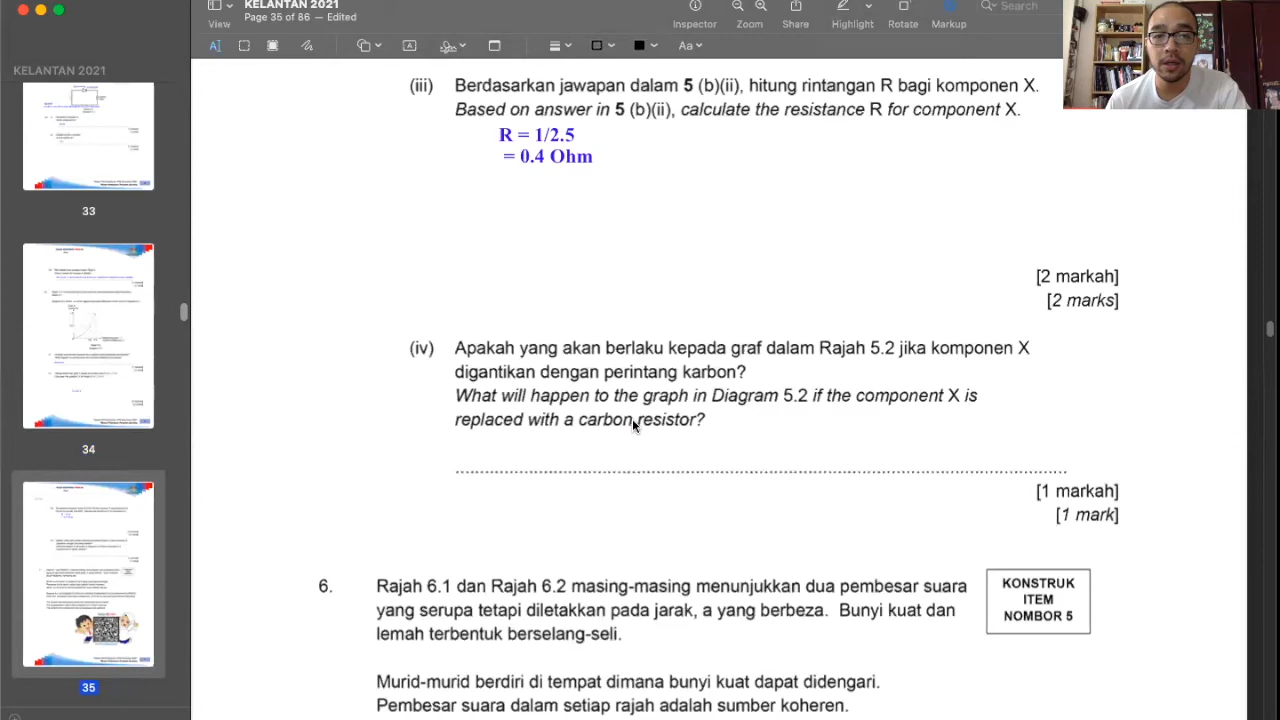 KELANTAN 2021
Page 35 of 86 — Edited
View
Inspector
Zoom
Share
Highlight
Rotate
Markup
Search
Aa
KELANTAN 2021
33
34
35
(iii) Berdasarkan jawapan dalam 5 (b)(ii), hitung rintangan R bagi komponen X.
Based on answer in 5 (b)(ii), calculate the resistance R for component X.
R = 1/2.5
= 0.4 Ohm
[2 markah]
[2 marks]
(iv) Apakah yang akan berlaku kepada graf dalam Rajah 5.2 jika komponen X
digantikan dengan perintang karbon?
What will happen to the graph in Diagram 5.2 if the component X is
replaced with a carbon resistor?
[1 markah]
[1 mark]
6. Rajah 6.1 dan Rajah 6.2 masing-masing menunjukkan dua pembesar suara
yang serupa tetapi diletakkan pada jarak, a yang berbeza. Bunyi kuat dan
lemah terbentuk berselang-seli.
KONSTRUK
ITEM
NOMBOR 5
Murid-murid berdiri di tempat dimana bunyi kuat dapat didengari.
Pembesar suara dalam setiap rajah adalah sumber koheren.